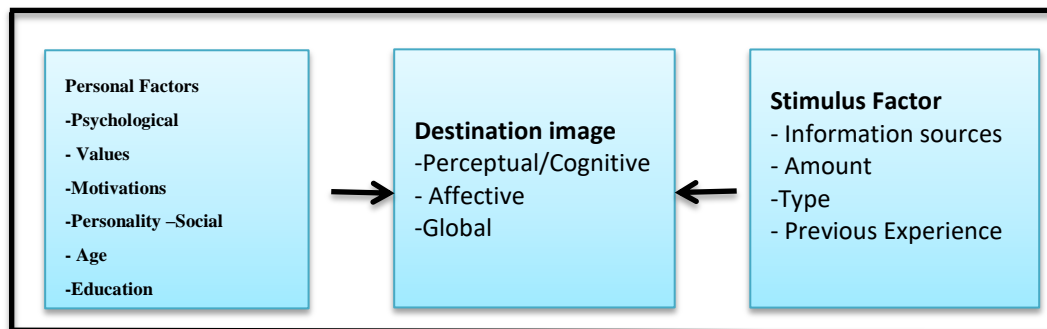 Personal Factors
-Psychological
- Values
-Motivations
-Personality –Social
- Age
-Education
Destination image
-Perceptual/Cognitive
- Affective
-Global
Stimulus Factor
- Information sources
- Amount
-Type
- Previous Experience